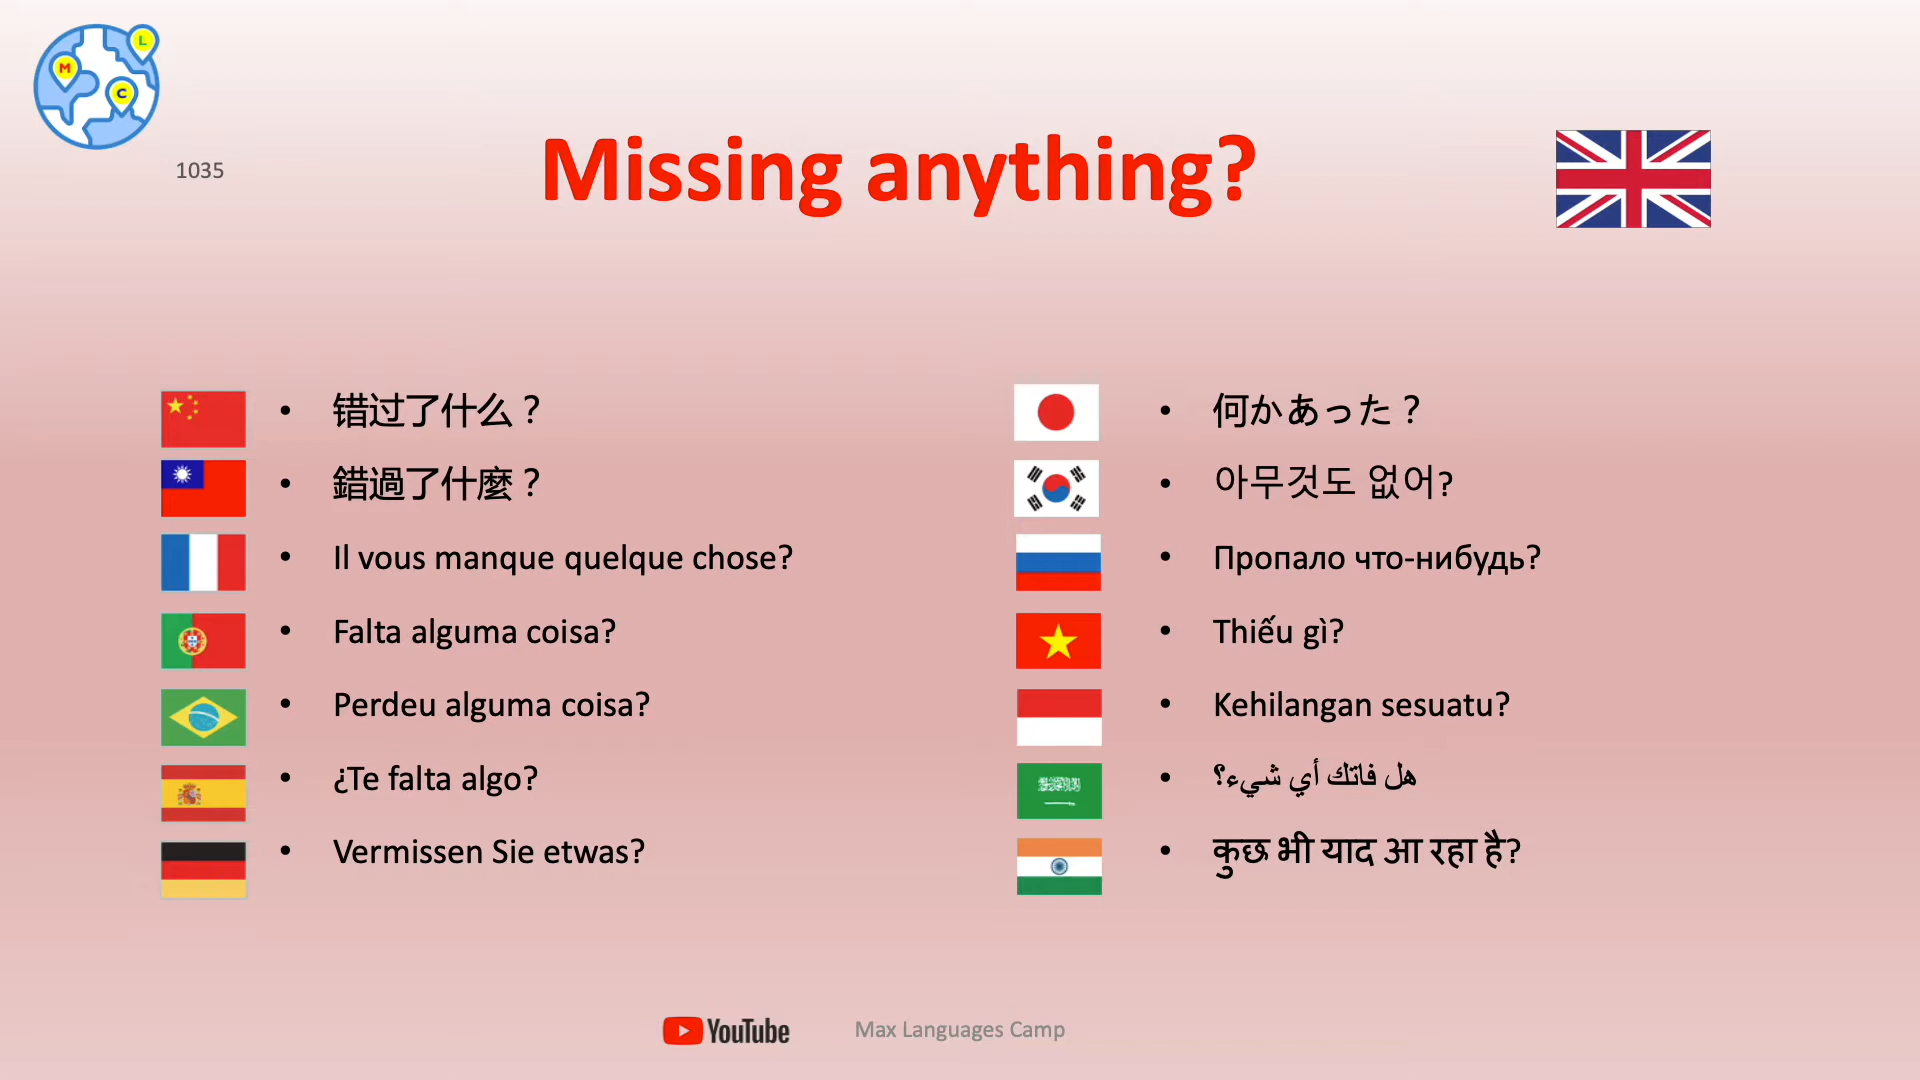 L
M
C
1035
Missing anything?
• 错过了什么？
• 錯過了什麼？
• Il vous manque quelque chose?
• Falta alguma coisa?
• Perdeu alguma coisa?
• ¿Te falta algo?
• Vermissen Sie etwas?
• 何かあった？
• 아무것도 없어?
• Пропало что-нибудь?
• Thiếu gì?
• Kehilangan sesuatu?
• هل فاتك أي شيء؟
• कुछ भी याद आ रहा है?
YouTube
Max Languages Camp